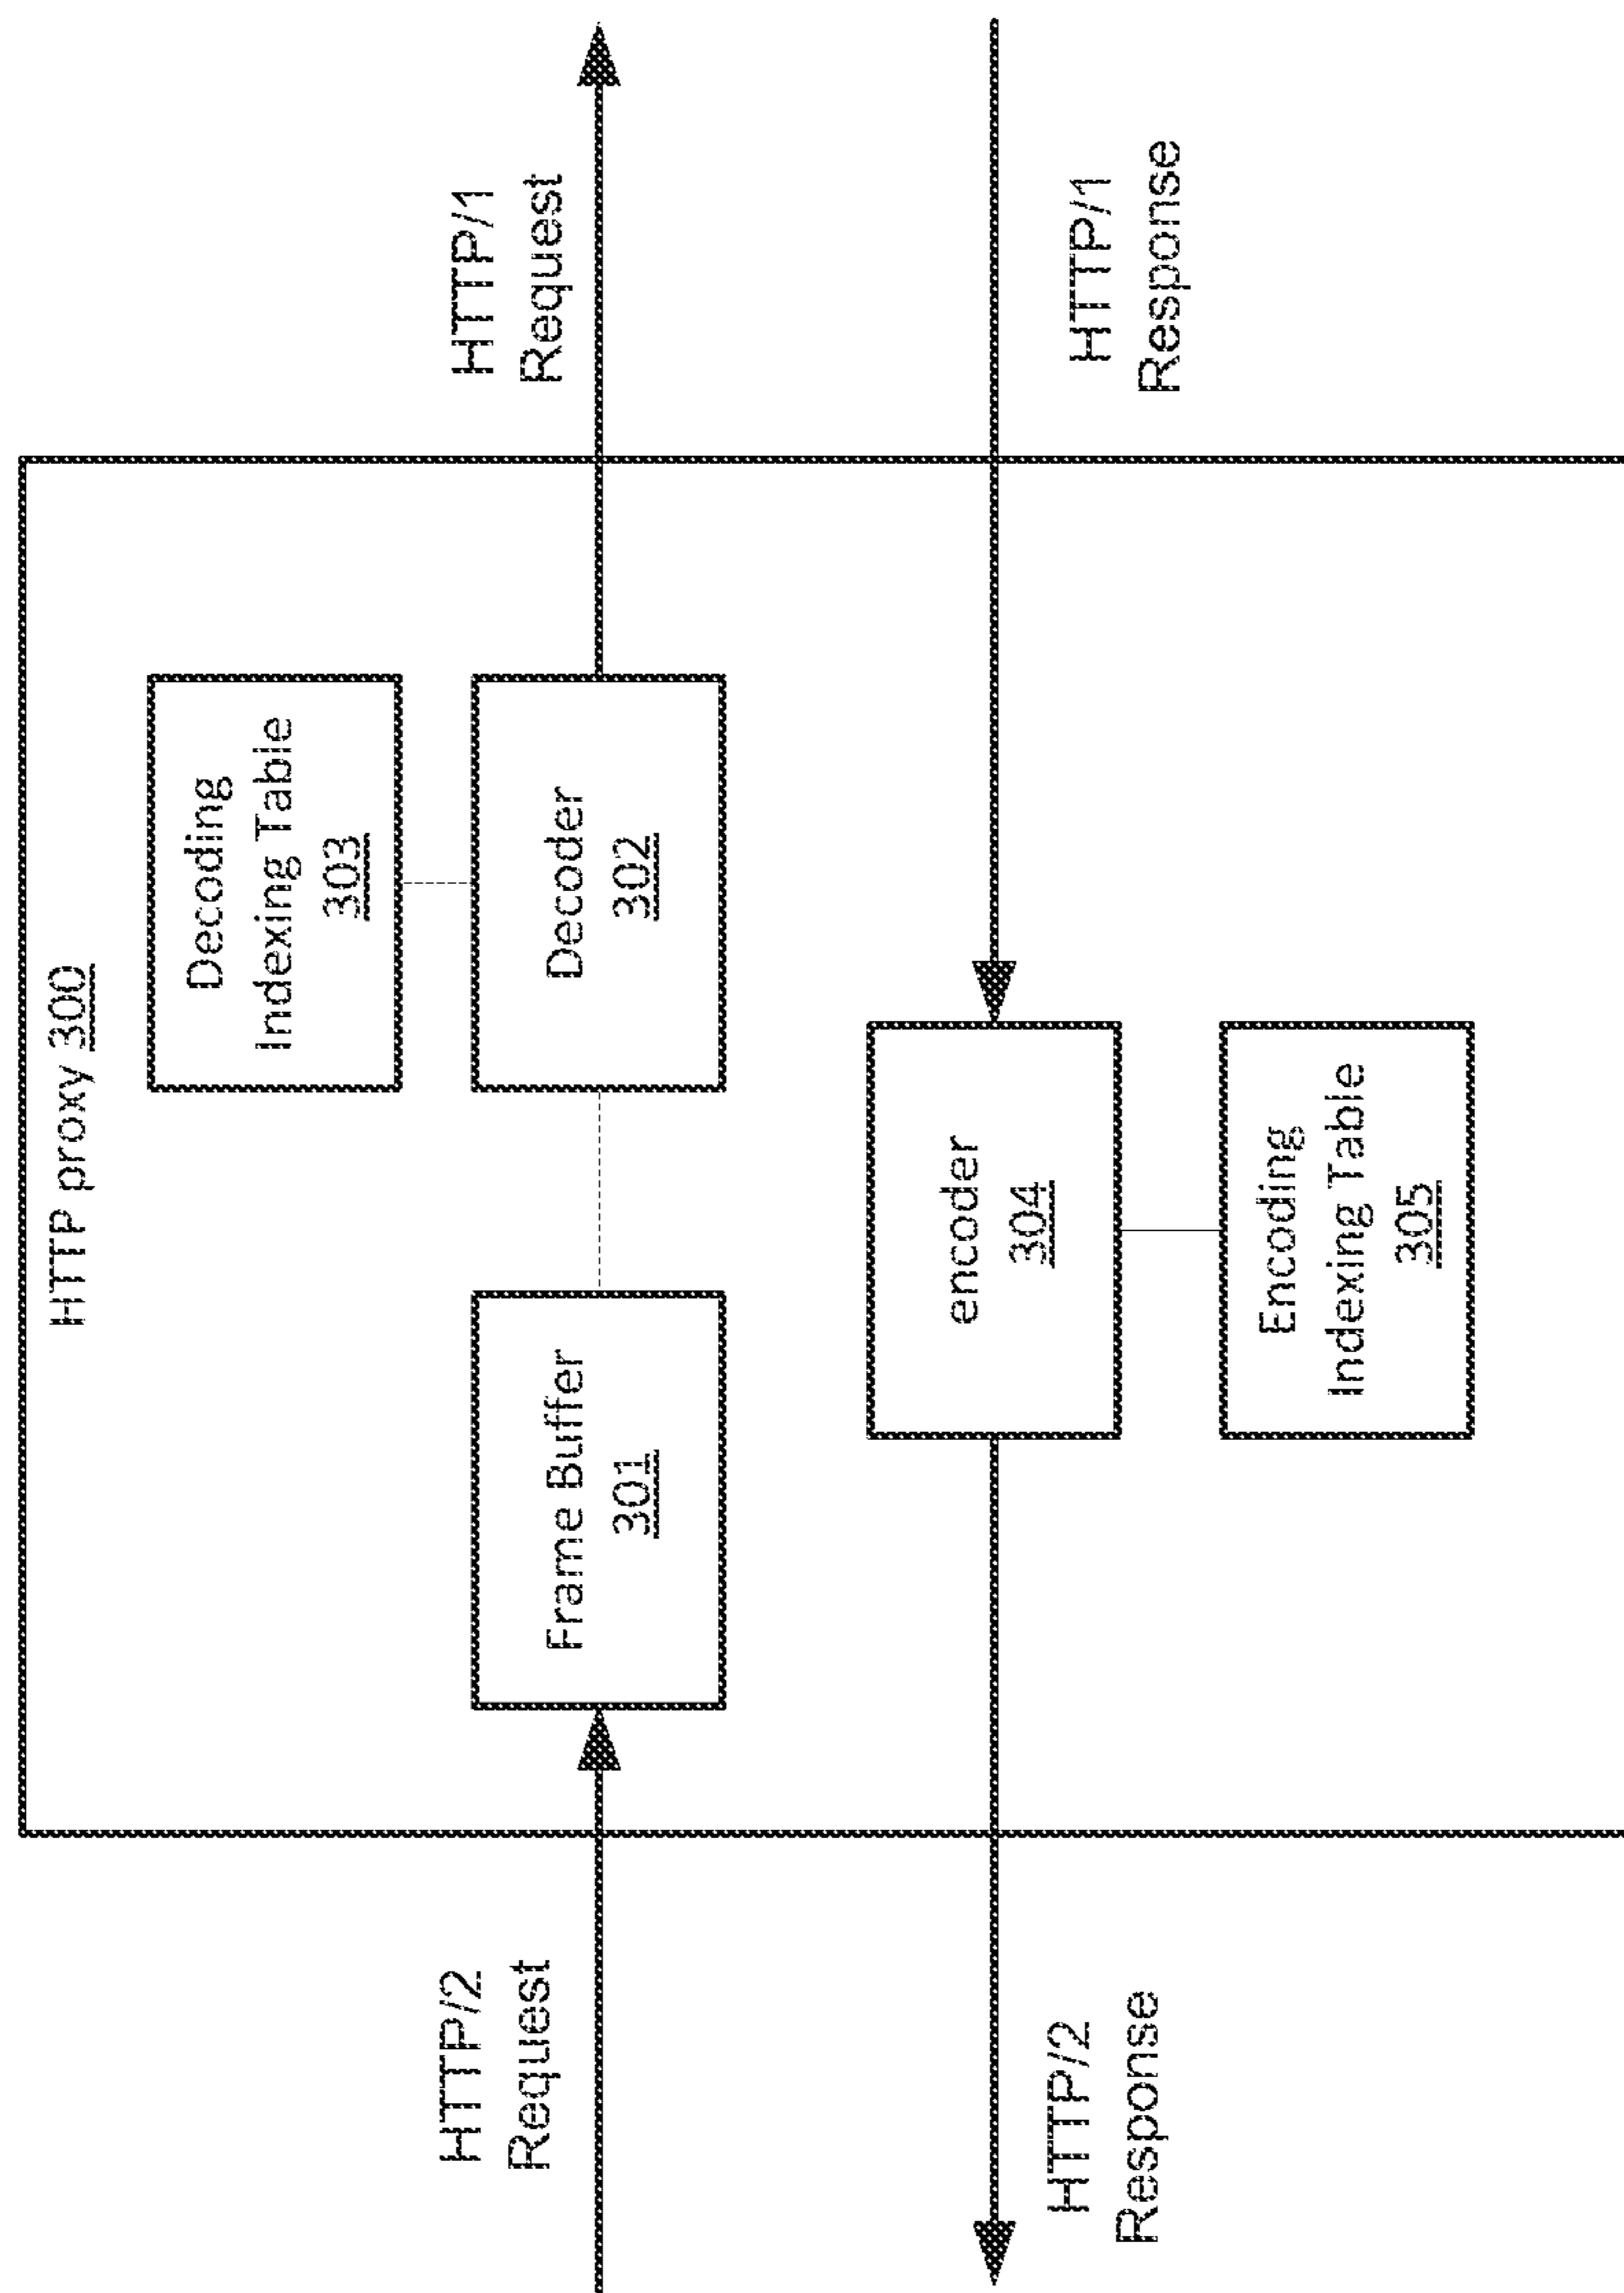 HTTP proxy 300
Decoding
Indexing Table
303
HTTP/2
Request
Frame Buffer
301
Decoder
302
HTTP/1
Request
HTTP/2
Response
encoder
304
HTTP/1
Response
Encoding
Indexing Table
305